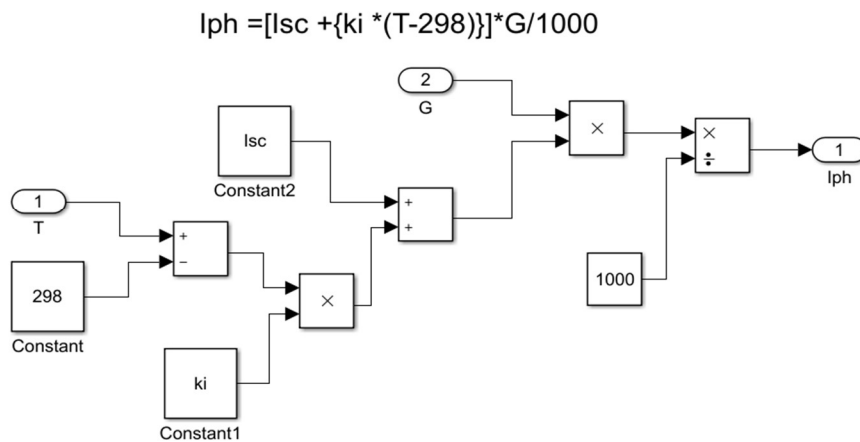 Iph =[Isc +{ki *(T-298)}]*G/1000
2
G
Isc
Constant2
×
×
÷
1
Iph
1
T
+
+
+
−
298
Constant
×
1000
ki
Constant1